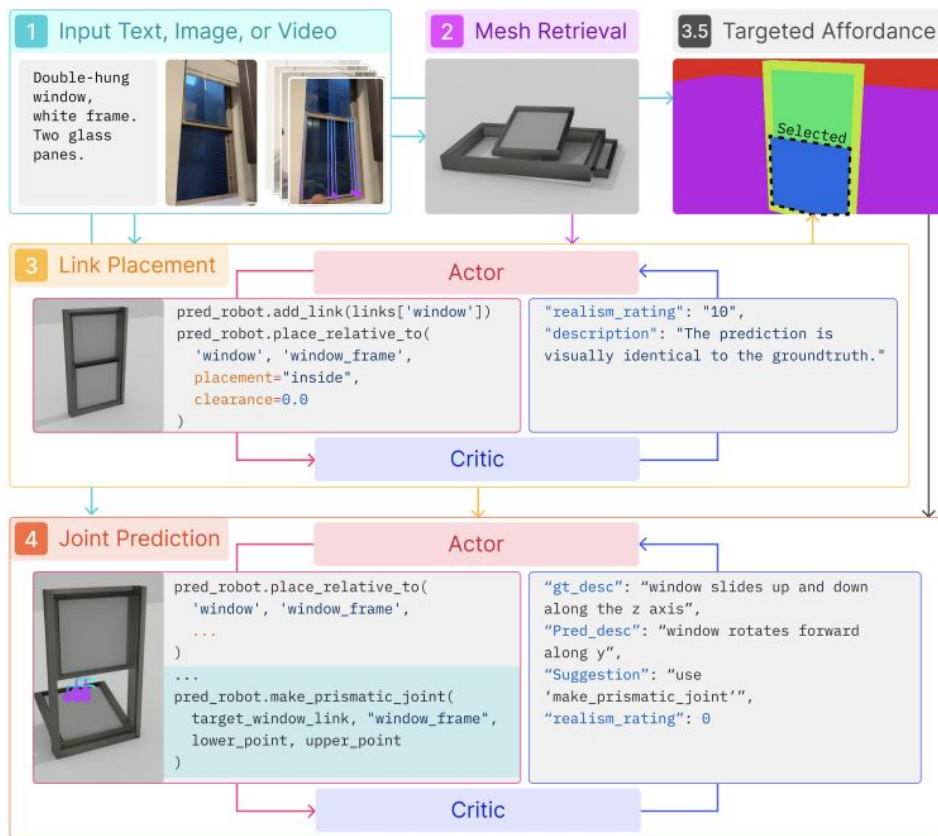 1 Input Text, Image, or Video
Double-hung
window,
white frame.
Two glass
panes.
2 Mesh Retrieval
3.5 Targeted Affordance
Selected
3 Link Placement
Actor
pred_robot.add_link(links['window'])
pred_robot.place_relative_to(
'window', 'window_frame',
placement="inside",
clearance=0.0
)
"realism_rating": "10",
"description": "The prediction is
visually identical to the groundtruth."
Critic
4 Joint Prediction
Actor
pred_robot.place_relative_to(
'window', 'window_frame',
...
)
...
pred_robot.make_prismatic_joint(
target_window_link, "window_frame",
lower_point, upper_point
)
“gt_desc”: “window slides up and down
along the z axis”,
“Pred_desc”: “window rotates forward
along y”,
“Suggestion”: “use
‘make_prismatic_joint’”,
“realism_rating”: 0
Critic